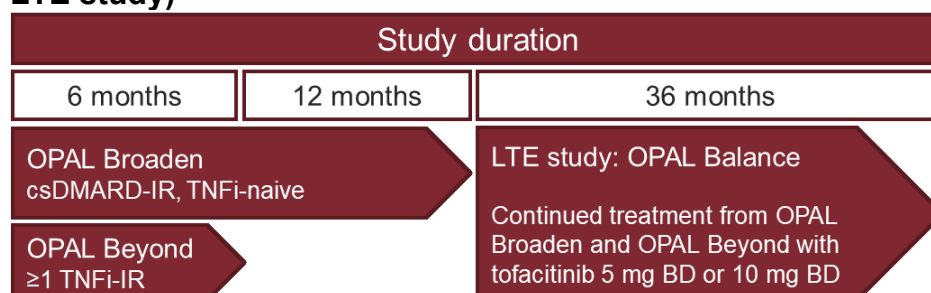 LTE study)
Study duration
6 months
12 months
36 months
OPAL Broaden
csDMARD-IR, TNFi-naive
OPAL Beyond
≥1 TNFi-IR
LTE study: OPAL Balance
Continued treatment from OPAL
Broaden and OPAL Beyond with
tofacitinib 5 mg BD or 10 mg BD